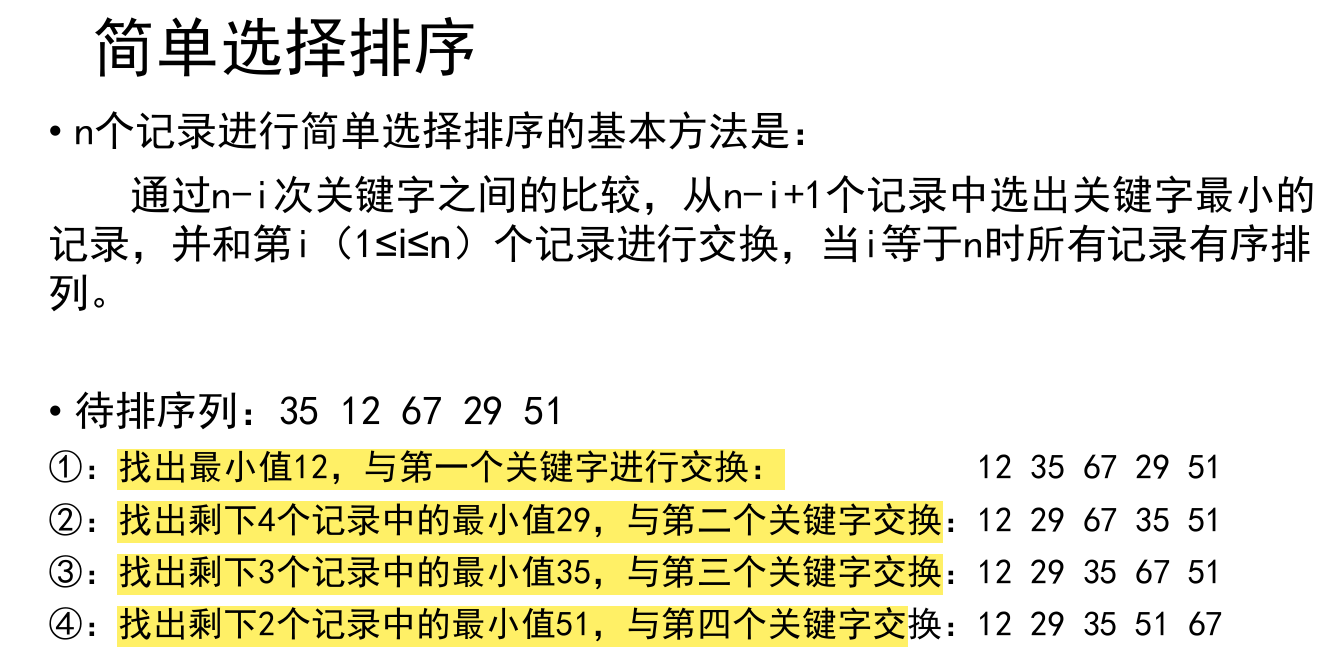 简单选择排序
• n个记录进行简单选择排序的基本方法是：
通过n-i次关键字之间的比较，从n-i+1个记录中选出关键字最小的
记录，并和第i（1≤i≤n）个记录进行交换，当i等于n时所有记录有序排
列。
• 待排序列：35 12 67 29 51
①：找出最小值12，与第一个关键字进行交换： 12 35 67 29 51
②：找出剩下4个记录中的最小值29，与第二个关键字交换：12 29 67 35 51
③：找出剩下3个记录中的最小值35，与第三个关键字交换：12 29 35 67 51
④：找出剩下2个记录中的最小值51，与第四个关键字交换：12 29 35 51 67